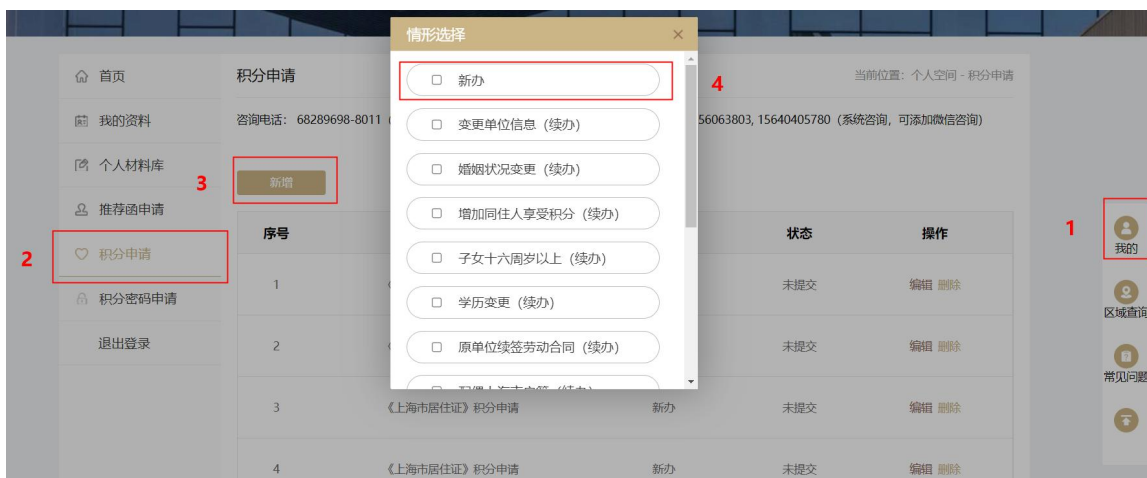 情形选择
×
首页
积分申请
新办
4
当前位置：个人空间 - 积分申请
我的资料
咨询电话： 68289698-8011
变更单位信息（续办）
56063803, 15640405780（系统咨询，可添加微信咨询）
个人材料库
3
新增
婚姻状况变更（续办）
推荐函申请
增加同住人享受积分（续办）
1
我的
序号
状态
操作
2
积分申请
子女十六周岁以上（续办）
1
未提交
编辑 删除
积分密码申请
学历变更（续办）
区域查询
退出登录
2
原单位续签劳动合同（续办）
未提交
编辑 删除
常见问题
3
《上海市居住证》积分申请
新办
未提交
编辑 删除
4
《上海市居住证》积分申请
新办
未提交
编辑 删除